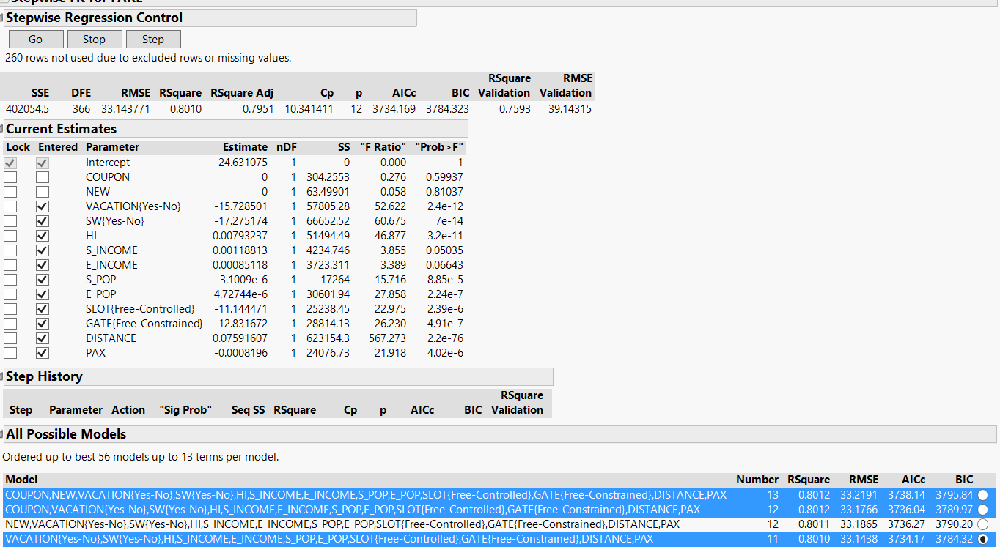 Stepwise Fit for FARE
Stepwise Regression Control
Go Stop Step
260 rows not used due to excluded rows or missing values.
RSquare RMSE
SSE DFE RMSE RSquare RSquare Adj Cp p AICc BIC Validation Validation
402054.5 366 33.143771 0.8010 0.7951 10.341411 12 3734.169 3784.323 0.7593 39.14315
Current Estimates
Lock Entered Parameter Estimate nDF SS "F Ratio" "Prob>F"
Intercept -24.631075 1 0 0.000 1
COUPON 0 1 304.2553 0.276 0.59937
NEW 0 1 63.49901 0.058 0.81037
VACATION{Yes-No} -15.728501 1 57805.28 52.622 2.4e-12
SW{Yes-No} -17.275174 1 66652.52 60.675 7e-14
HI 0.00793237 1 51494.49 46.877 3.2e-11
S_INCOME 0.00118813 1 4234.746 3.855 0.05035
E_INCOME 0.00085118 1 3723.311 3.389 0.06643
S_POP 3.1009e-6 1 17264 15.716 8.85e-5
E_POP 4.72744e-6 1 30601.94 27.858 2.24e-7
SLOT{Free-Controlled} -11.144471 1 25238.45 22.975 2.39e-6
GATE{Free-Constrained} -12.831672 1 28814.13 26.230 4.91e-7
DISTANCE 0.07591607 1 623154.3 567.273 2.2e-76
PAX -0.0008196 1 24076.73 21.918 4.02e-6
Step History
RSquare
Step Parameter Action "Sig Prob" Seq SS RSquare Cp p AICc BIC Validation
All Possible Models
Ordered up to best 56 models up to 13 terms per model.
Model Number RSquare RMSE AICc BIC
COUPON,NEW,VACATION{Yes-No},SW{Yes-No},HI,S_INCOME,E_INCOME,S_POP,E_POP,SLOT{Free-Controlled},GATE{Free-Constrained},DISTANCE,PAX 13 0.8012 33.2191 3738.14 3795.84
COUPON,VACATION{Yes-No},SW{Yes-No},HI,S_INCOME,E_INCOME,S_POP,E_POP,SLOT{Free-Controlled},GATE{Free-Constrained},DISTANCE,PAX 12 0.8012 33.1766 3736.04 3789.97
NEW,VACATION{Yes-No},SW{Yes-No},HI,S_INCOME,E_INCOME,S_POP,E_POP,SLOT{Free-Controlled},GATE{Free-Constrained},DISTANCE,PAX 12 0.8011 33.1865 3736.27 3790.20
VACATION{Yes-No},SW{Yes-No},HI,S_INCOME,E_INCOME,S_POP,E_POP,SLOT{Free-Controlled},GATE{Free-Constrained},DISTANCE,PAX 11 0.8010 33.1438 3734.17 3784.32